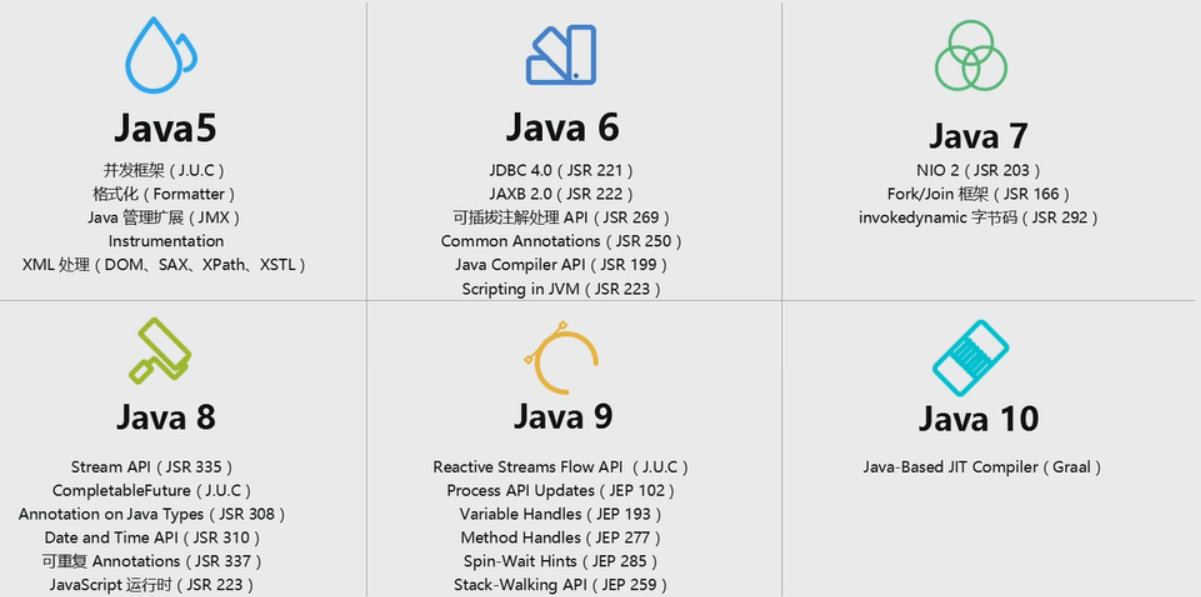 Java5
并发框架 ( J.U.C )
格式化 ( Formatter )
Java 管理扩展 ( JMX )
Instrumentation
XML 处理 ( DOM、SAX、XPath、XSTL )
Java 6
JDBC 4.0 ( JSR 221 )
JAXB 2.0 ( JSR 222 )
可插拔注解处理 API ( JSR 269 )
Common Annotations ( JSR 250 )
Java Compiler API ( JSR 199 )
Scripting in JVM ( JSR 223 )
Java 7
NIO 2 ( JSR 203 )
Fork/Join 框架 ( JSR 166 )
invokedynamic 字节码 ( JSR 292 )
Java 8
Stream API ( JSR 335 )
CompletableFuture ( J.U.C )
Annotation on Java Types ( JSR 308 )
Date and Time API ( JSR 310 )
可重复 Annotations ( JSR 337 )
JavaScript 运行时 ( JSR 223 )
Java 9
Reactive Streams Flow API ( J.U.C )
Process API Updates ( JEP 102 )
Variable Handles ( JEP 193 )
Method Handles ( JEP 277 )
Spin-Wait Hints ( JEP 285 )
Stack-Walking API ( JEP 259 )
Java 10
Java-Based JIT Compiler ( Graal )